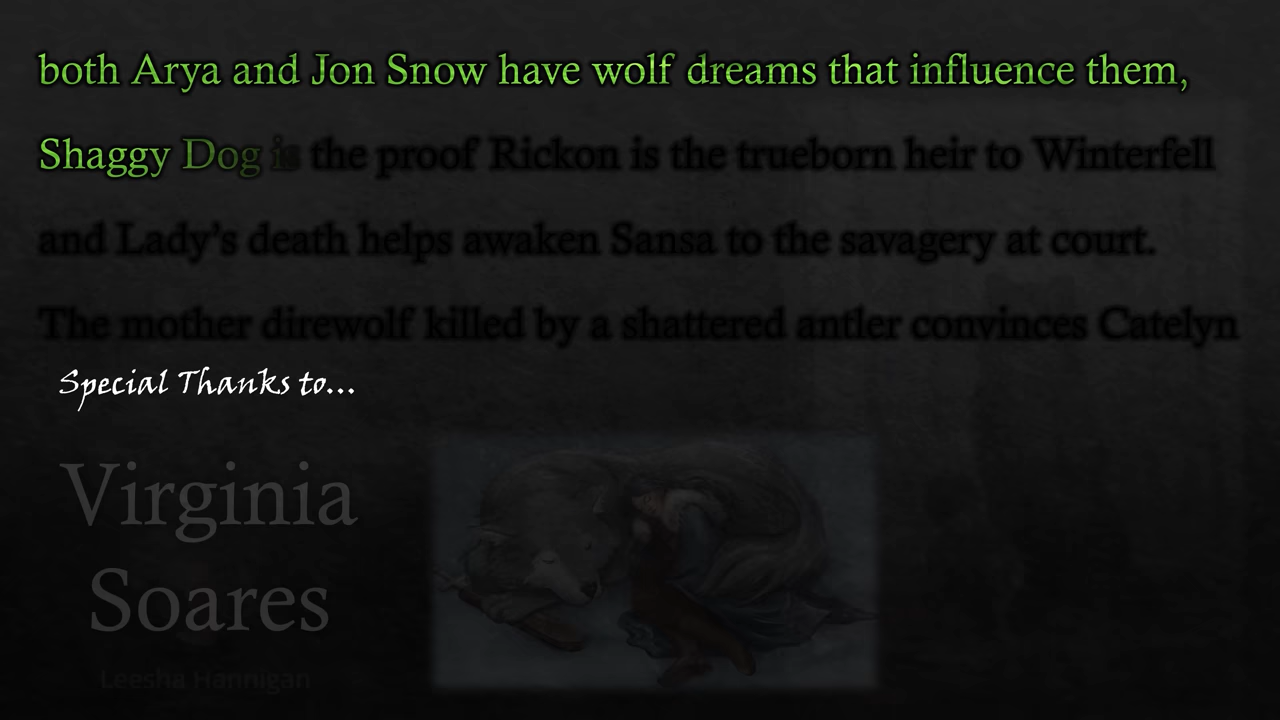 both Arya and Jon Snow have wolf dreams that influence them,
Shaggy Dog is the proof Rickon is the trueborn heir to Winterfell
and Lady's death helps awaken Sansa to the savagery at court.
The mother direwolf killed by a shattered antler convinces Catelyn
Special Thanks to...
Virginia
Soares
Leesha Hannigan